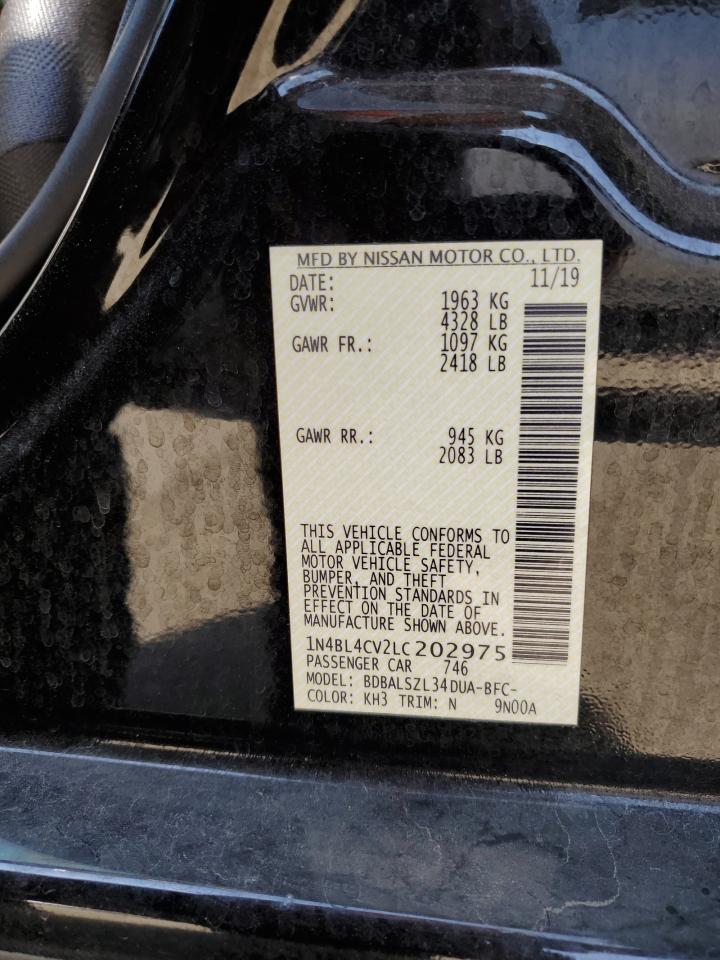 MFD BY NISSAN MOTOR CO., LTD.
DATE: 11/19
GVWR: 1963 KG
4328 LB
GAWR FR.: 1097 KG
2418 LB
GAWR RR.: 945 KG
2083 LB
THIS VEHICLE CONFORMS TO
ALL APPLICABLE FEDERAL
MOTOR VEHICLE SAFETY,
BUMPER, AND THEFT
PREVENTION STANDARDS IN
EFFECT ON THE DATE OF
MANUFACTURE SHOWN ABOVE.
1N4BL4CV2LC202975
PASSENGER CAR 746
MODEL: BDBALSZL34DUA-BFC-
COLOR: KH3 TRIM: N 9N00A